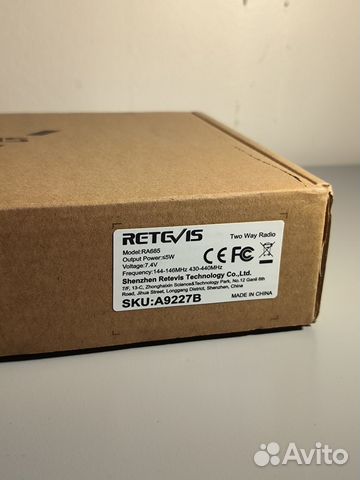 RETEVIS
Two Way Radio
Model:RA685
Output Power:≤5W
Voltage:7.4V
Frequency:144-146MHz 430-440MHz
Shenzhen Retevis Technology Co.,Ltd.
7/F, 13-C, Zhonghaixin Science&Technology Park, No.12 Ganli 6th
Road, Jihua Street, Longgang District, Shenzhen, China
SKU:A9227B
MADE IN CHINA
CE FC
Avito